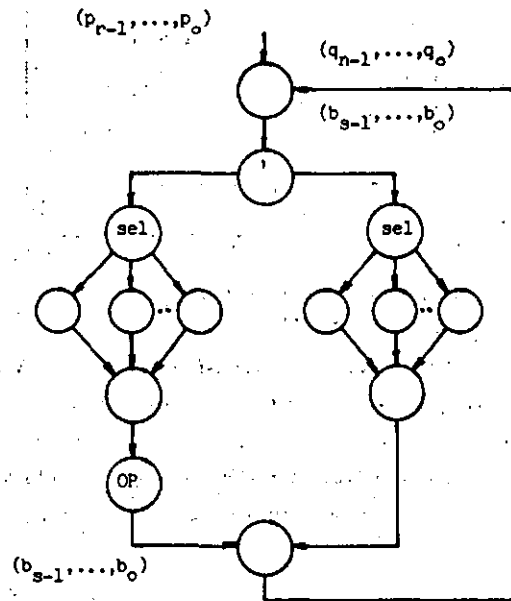 (p_{r-1},...,p_o)
(q_{n-1},...,q_o)
(b_{s-1},...,b_o)
,
sel
sel
OP
(b_{s-1},...,b_o)